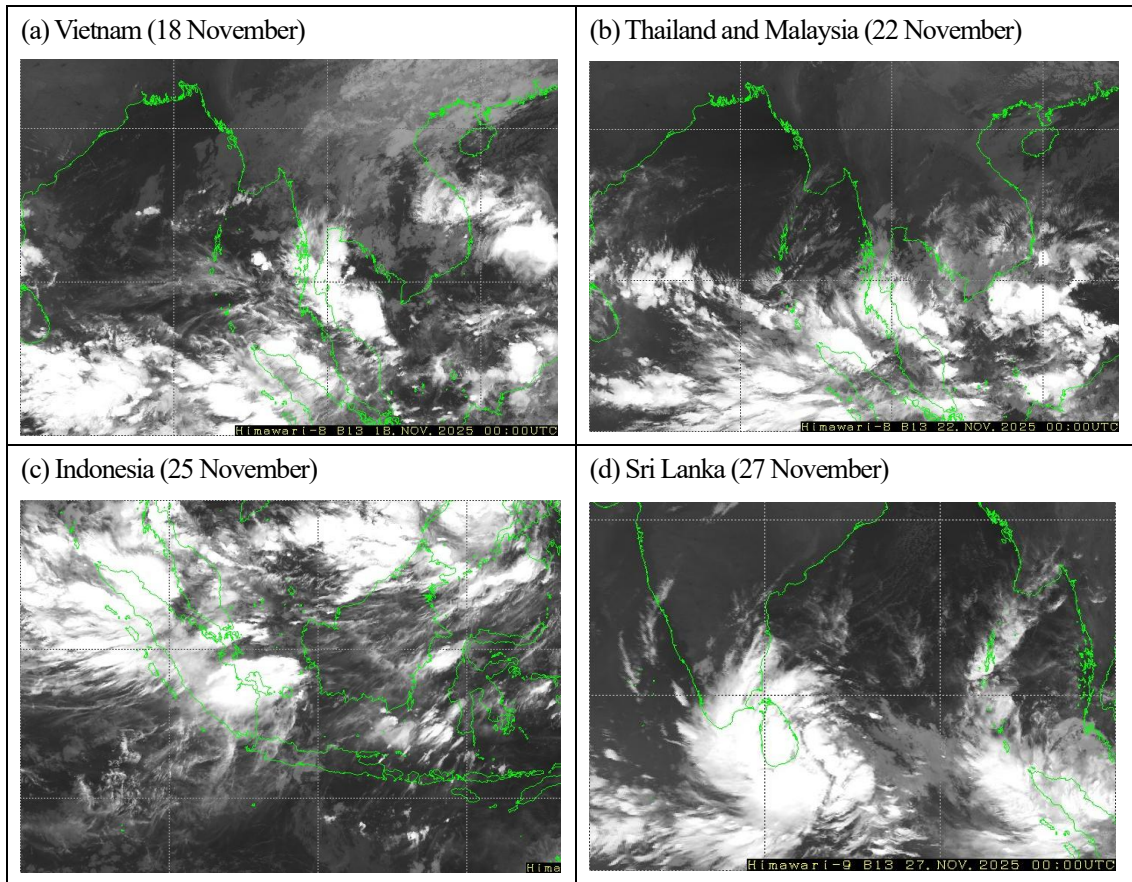 (a) Vietnam (18 November)
(b) Thailand and Malaysia (22 November)
Himawari-8 B13 18.NOV.2025 00:00UTC
Himawari-8 B13 22.NOV.2025 00:00UTC
(c) Indonesia (25 November)
(d) Sri Lanka (27 November)
Hima
Himawari-9 B13 27.NOV.2025 00:00UTC